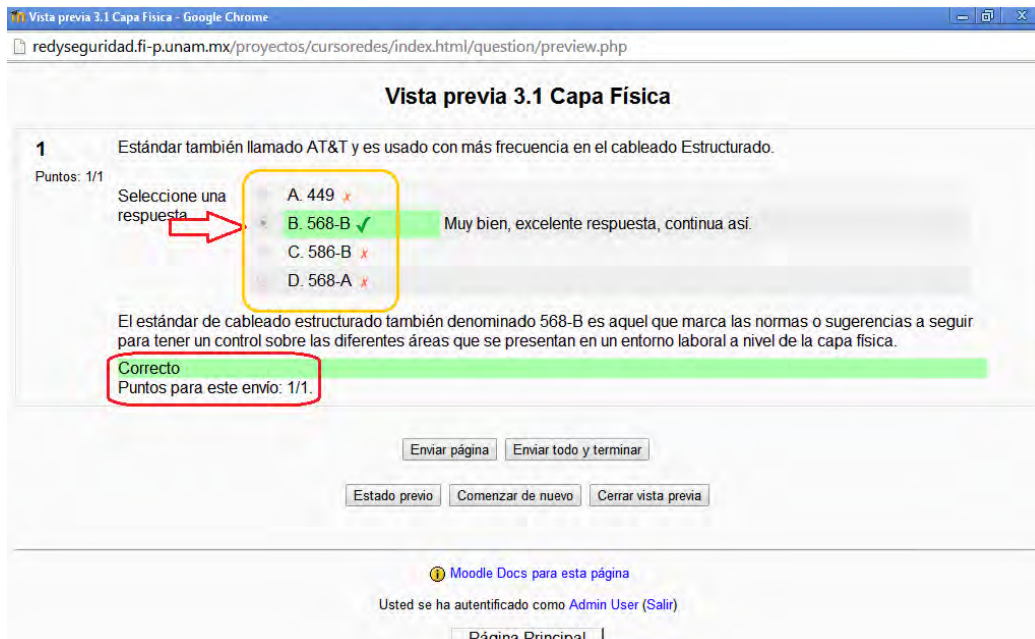 Vista previa 3.1 Capa Física - Google Chrome
redyseguridad.fi-p.unam.mx/proyectos/cursoredes/index.html/question/preview.php
Vista previa 3.1 Capa Física
1
Estándar también llamado AT&T y es usado con más frecuencia en el cableado Estructurado.
Puntos: 1/1
Seleccione una
respuesta.
A. 449 x
B. 568-B ✓ Muy bien, excelente respuesta, continua así.
C. 586-B x
D. 568-A x
El estándar de cableado estructurado también denominado 568-B es aquel que marca las normas o sugerencias a seguir
para tener un control sobre las diferentes áreas que se presentan en un entorno laboral a nivel de la capa física.
Correcto
Puntos para este envío: 1/1.
Enviar página Enviar todo y terminar
Estado previo Comenzar de nuevo Cerrar vista previa
Moodle Docs para esta página
Usted se ha autentificado como Admin User (Salir)
Página Principal